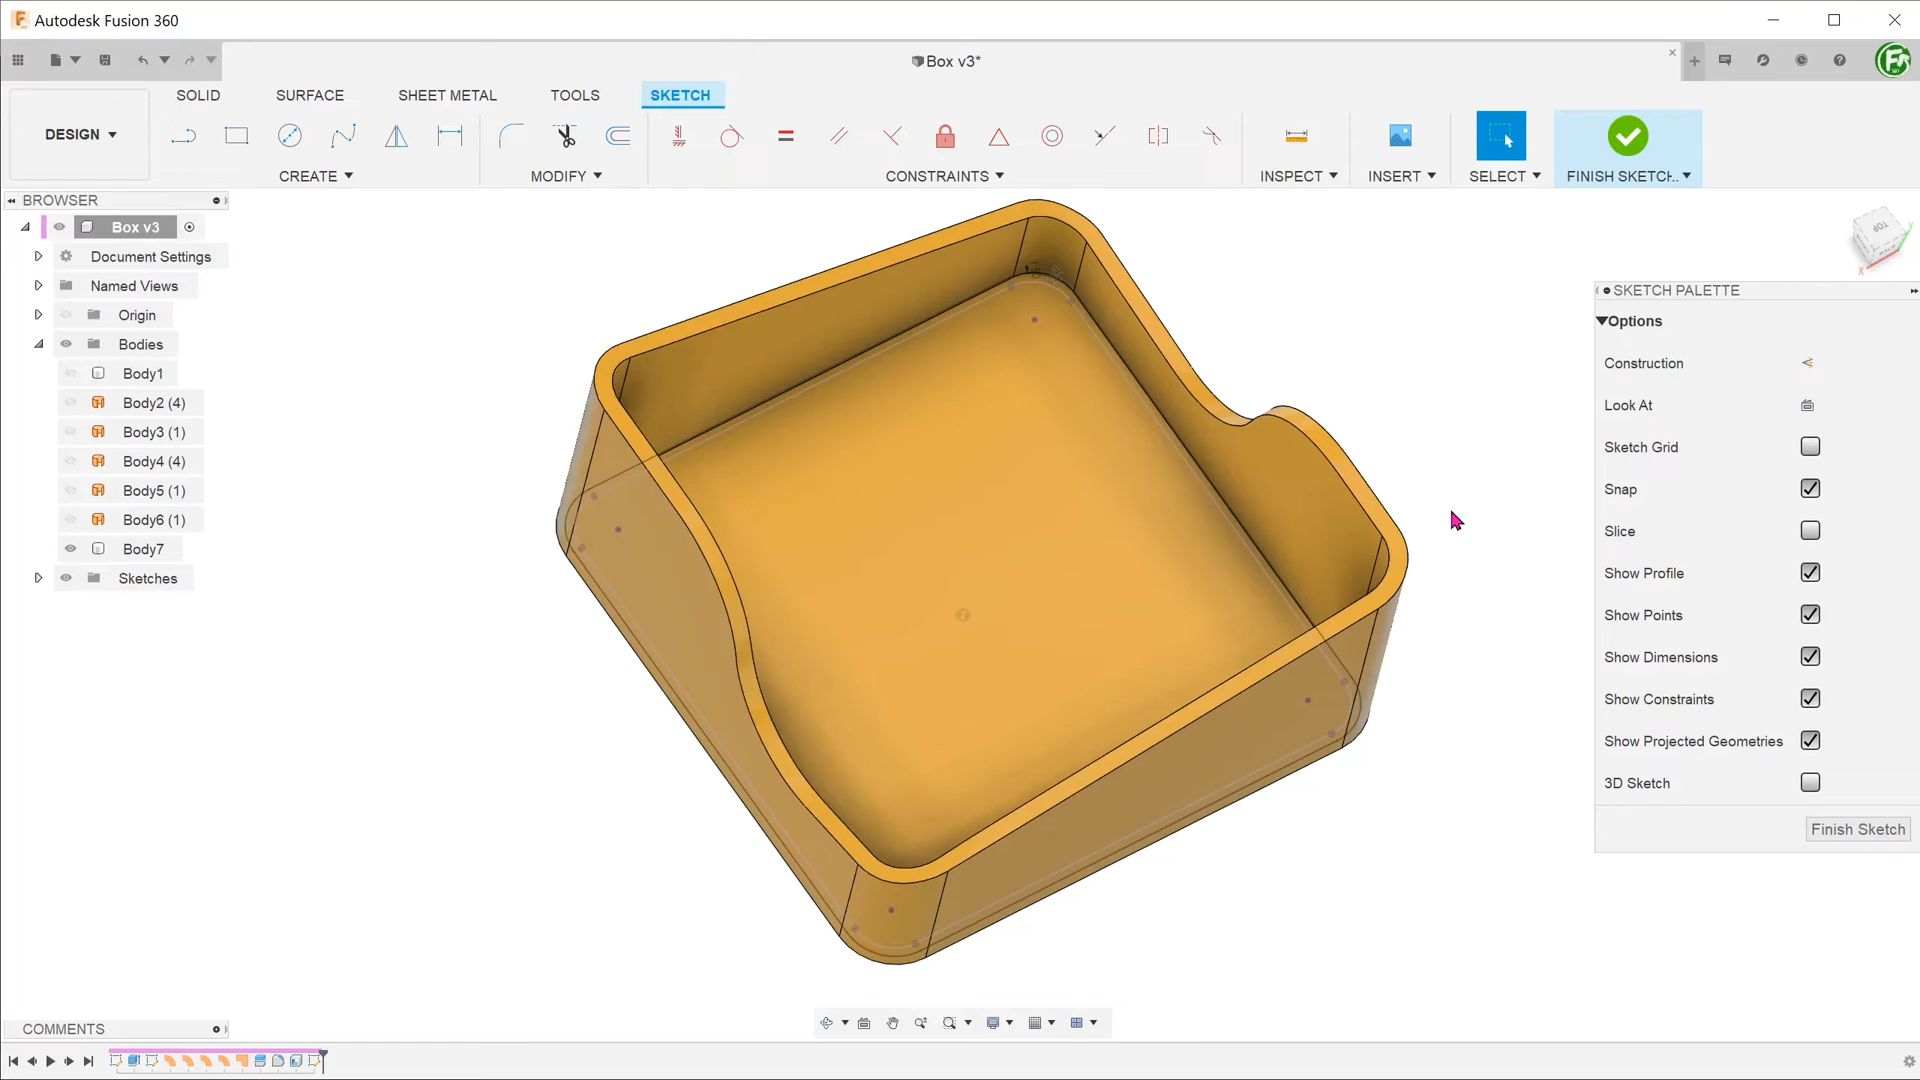 Autodesk Fusion 360
Box v3*
SOLID
SURFACE
SHEET METAL
TOOLS
SKETCH
DESIGN
CREATE
MODIFY
CONSTRAINTS
INSPECT
INSERT
SELECT
FINISH SKETCH..
BROWSER
Box v3
Document Settings
Named Views
Origin
Bodies
Body1
Body2 (4)
Body3 (1)
Body4 (4)
Body5 (1)
Body6 (1)
Body7
Sketches
TOP
X
SKETCH PALETTE
Options
Construction
Look At
Sketch Grid
Snap
Slice
Show Profile
Show Points
Show Dimensions
Show Constraints
Show Projected Geometries
3D Sketch
Finish Sketch
COMMENTS